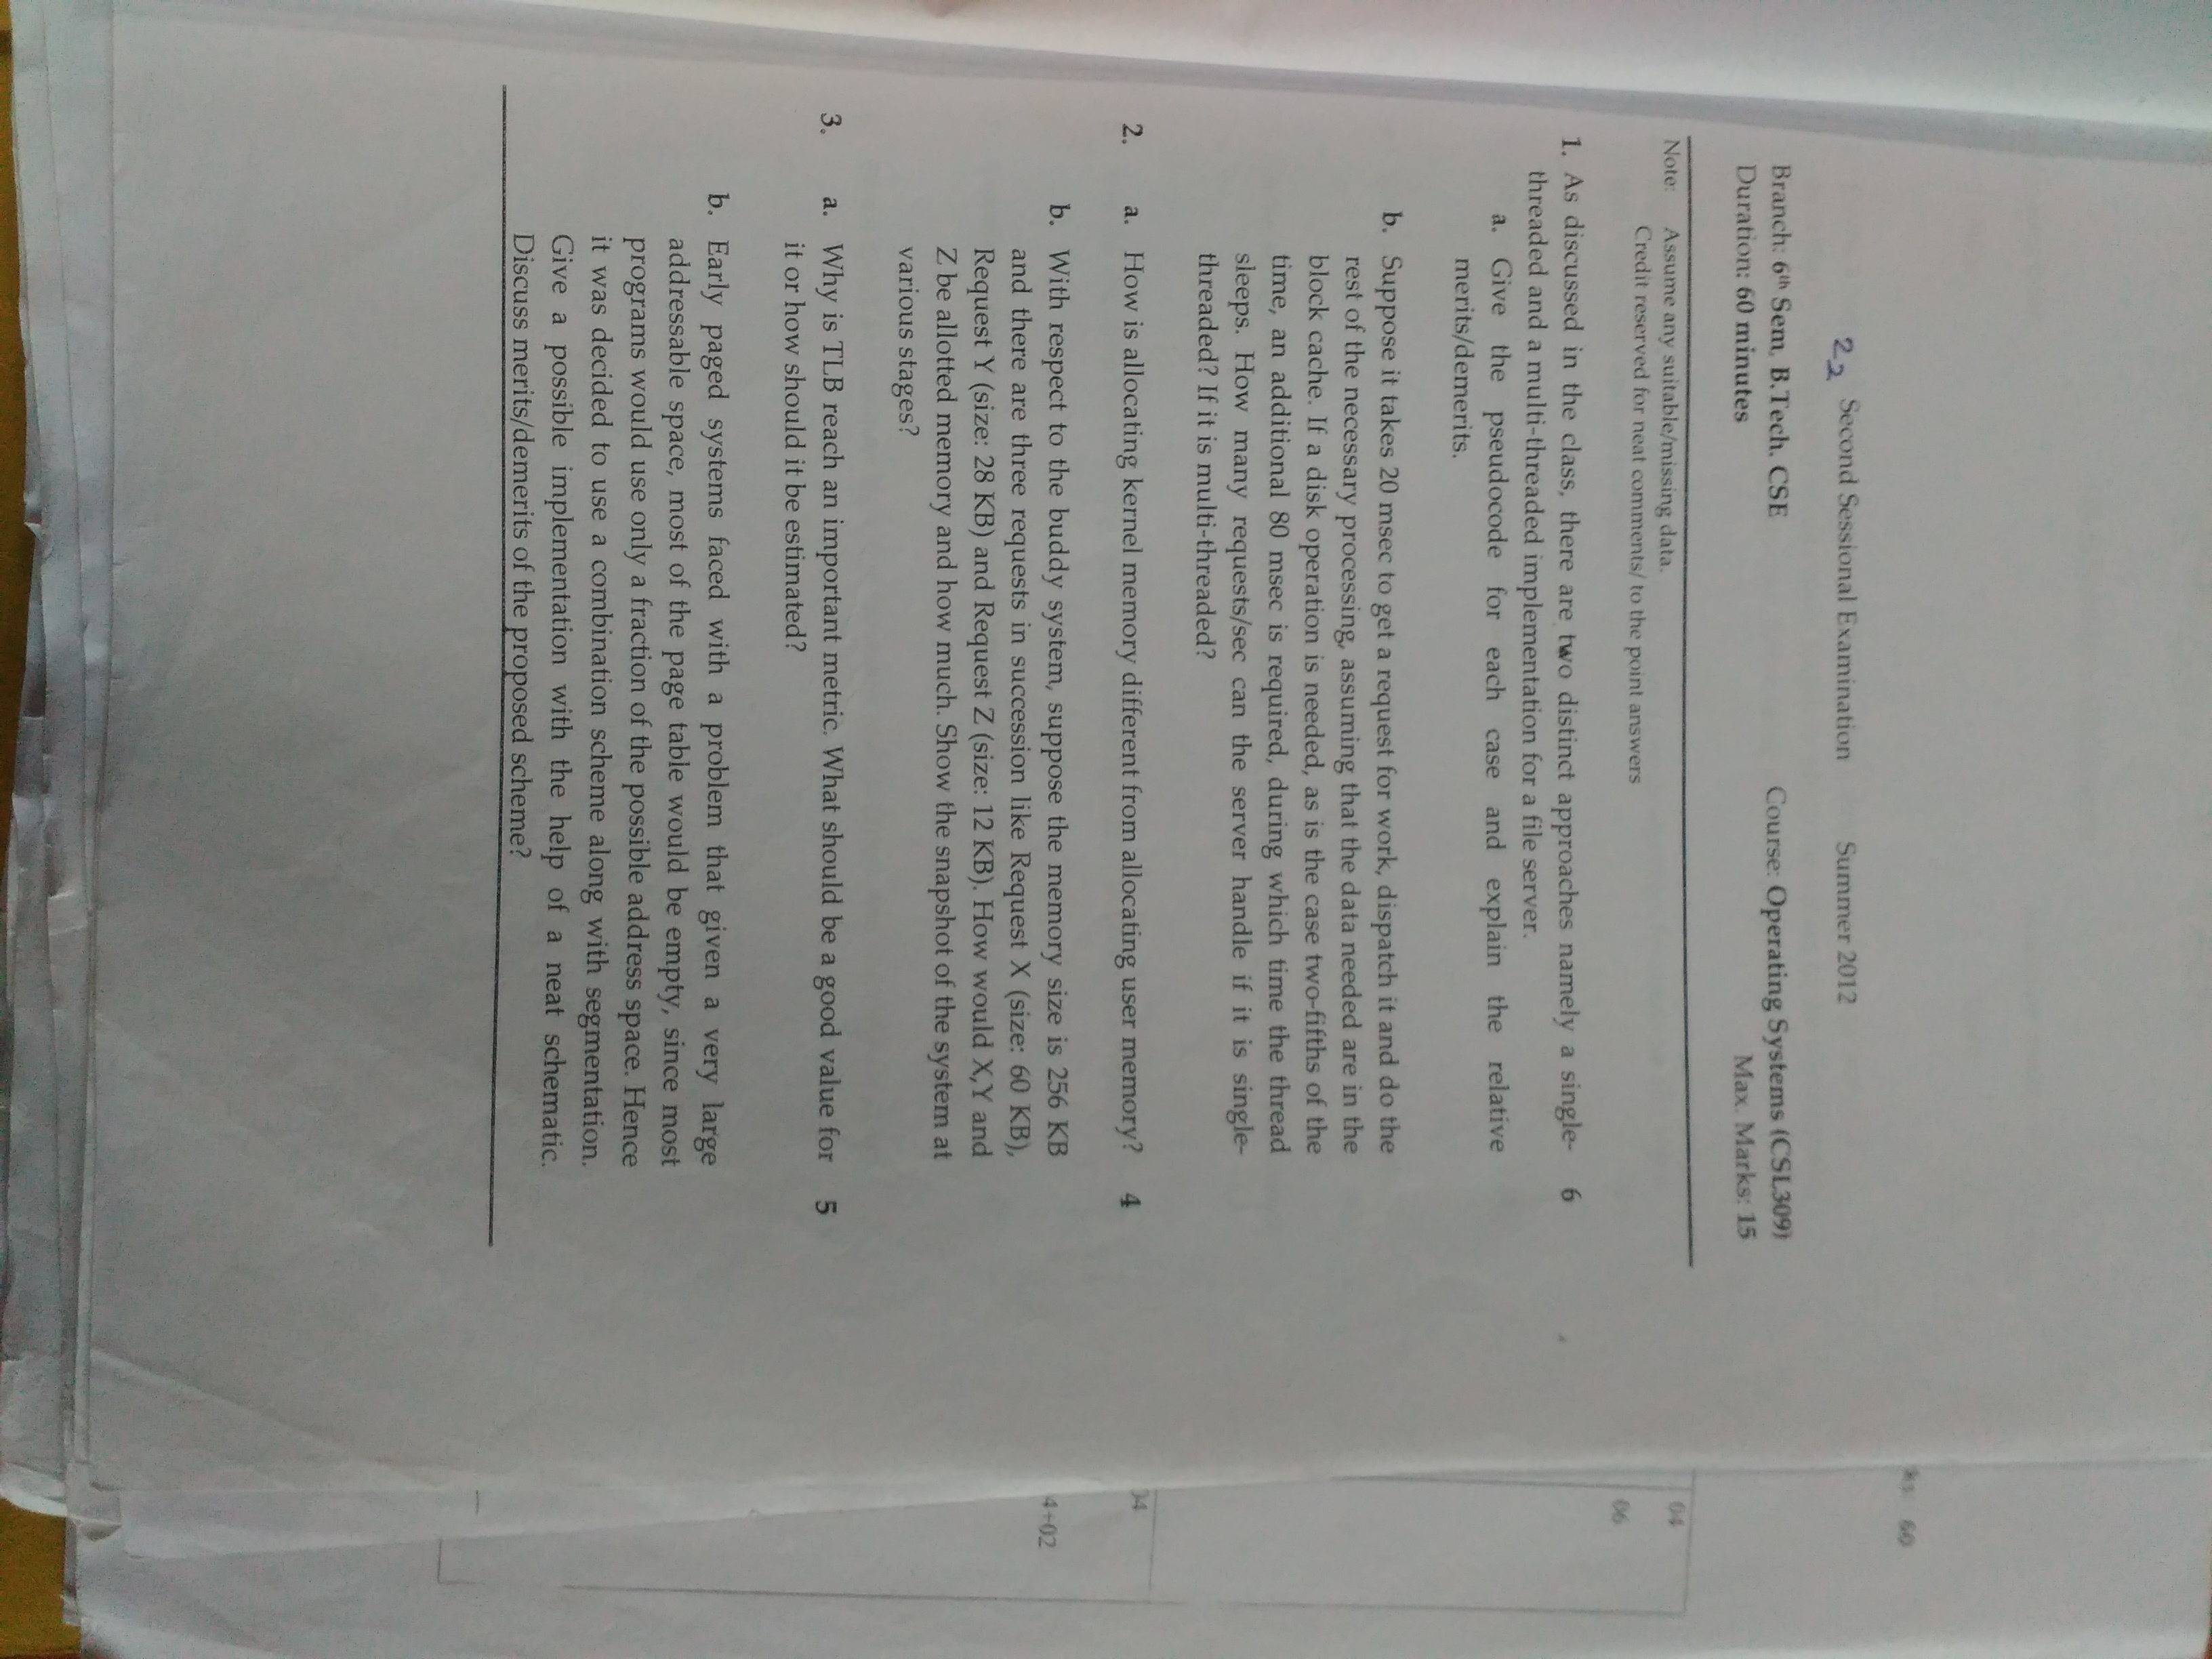 22 Second Sessional Examination Summer 2012
Branch: 6th Sem. B.Tech. CSE Course: Operating Systems (CSL309)
Duration: 60 minutes Max. Marks: 15
Note: Assume any suitable/missing data.
Credit reserved for neat comments/ to the point answers
1. As discussed in the class, there are two distinct approaches namely a single- 6
threaded and a multi-threaded implementation for a file server.
a. Give the pseudocode for each case and explain the relative
merits/demerits.
b. Suppose it takes 20 msec to get a request for work, dispatch it and do the
rest of the necessary processing, assuming that the data needed are in the
block cache. If a disk operation is needed, as is the case two-fifths of the
time, an additional 80 msec is required, during which time the thread
sleeps. How many requests/sec can the server handle if it is single-
threaded? If it is multi-threaded?
2. a. How is allocating kernel memory different from allocating user memory? 4
b. With respect to the buddy system, suppose the memory size is 256 KB
and there are three requests in succession like Request X (size: 60 KB),
Request Y (size: 28 KB) and Request Z (size: 12 KB). How would X,Y and
Z be allotted memory and how much. Show the snapshot of the system at
various stages?
3. a. Why is TLB reach an important metric. What should be a good value for 5
it or how should it be estimated?
b. Early paged systems faced with a problem that given a very large
addressable space, most of the page table would be empty, since most
programs would use only a fraction of the possible address space. Hence
it was decided to use a combination scheme along with segmentation.
Give a possible implementation with the help of a neat schematic.
Discuss merits/demerits of the proposed scheme?
60
04
06
04
4+02